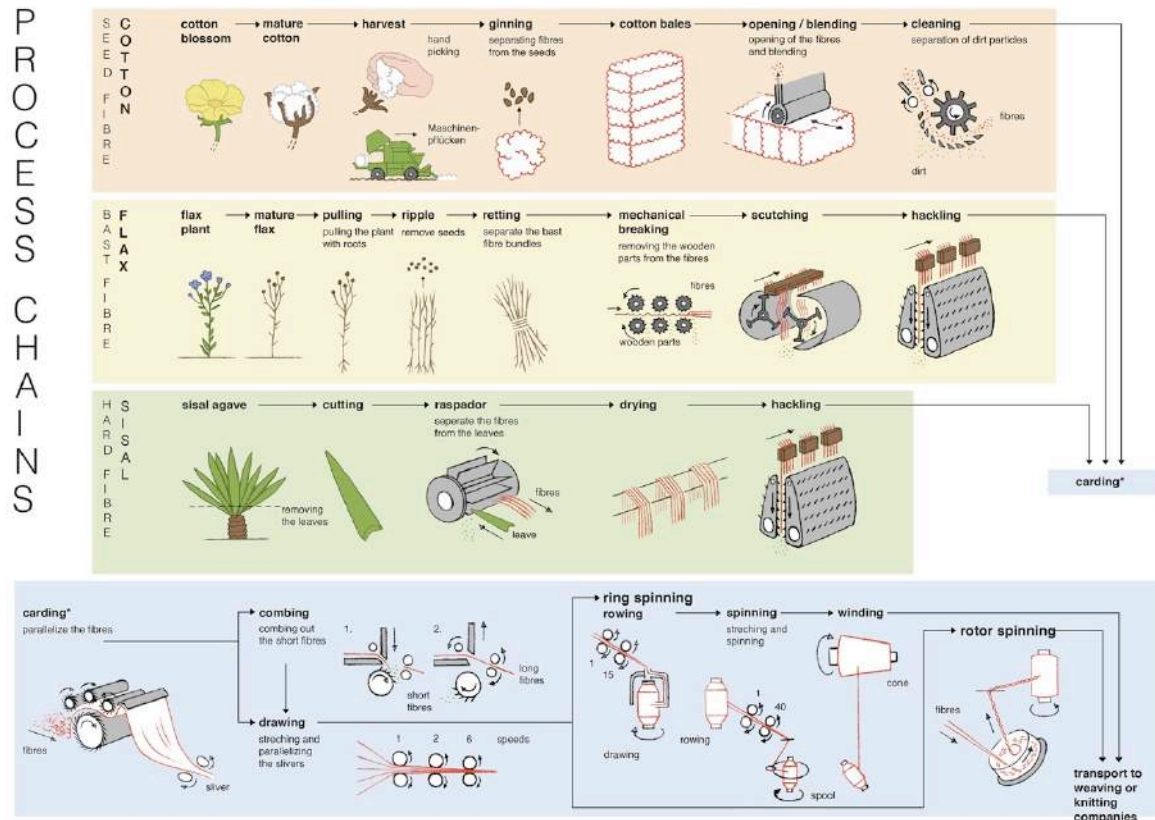 PROCESS CHAINS
SEED FIBRE
COTTON
cotton
blossom
mature
cotton
harvest
hand
picking
Maschinen-
pflücken
ginning
separating fibres
from the seeds
cotton bales
opening / blending
opening of the fibres
and blending
cleaning
separation of dirt particles
fibres
dirt
BAST FIBRE
FLAX
flax
plant
mature
flax
pulling
pulling the plant
with roots
ripple
remove seeds
retting
separate the bast
fibre bundles
mechanical
breaking
removing the wooden
parts from the fibres
fibres
wooden parts
scutching
hackling
HARD FIBRE
SISAL
sisal agave
removing
the leaves
cutting
raspador
seperate the fibres
from the leaves
fibres
leave
drying
hackling
carding*
carding*
parallelize the fibres
fibres
sliver
combing
combing out
the short fibres
1.
2.
short
fibres
long
fibres
drawing
streching and
parallelizing
the slivers
1
2
6
speeds
ring spinning
rowing
1
15
drawing
spinning
streching and
spinning
rowing
1
40
spool
winding
cone
rotor spinning
fibres
transport to
weaving or
knitting
companies